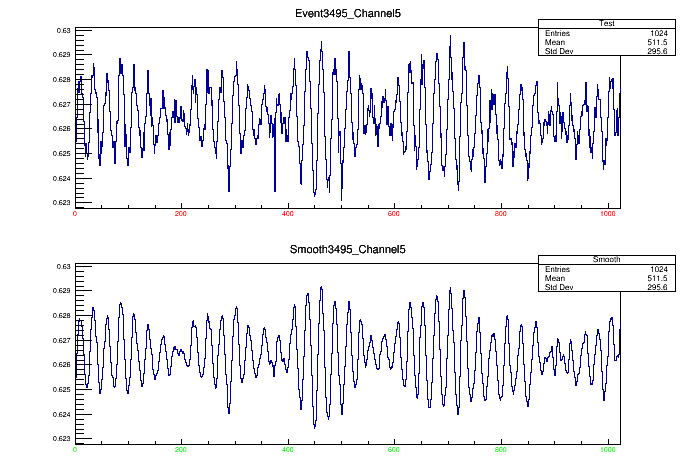 Event3495_Channel5
Test
Entries 1024
Mean 511.5
Std Dev 295.6
0.63
0.629
0.628
0.627
0.626
0.625
0.624
0.623
0 200 400 600 800 1000
Smooth3495_Channel5
Smooth
Entries 1024
Mean 511.5
Std Dev 295.6
0.63
0.629
0.628
0.627
0.626
0.625
0.624
0.623
0 200 400 600 800 1000